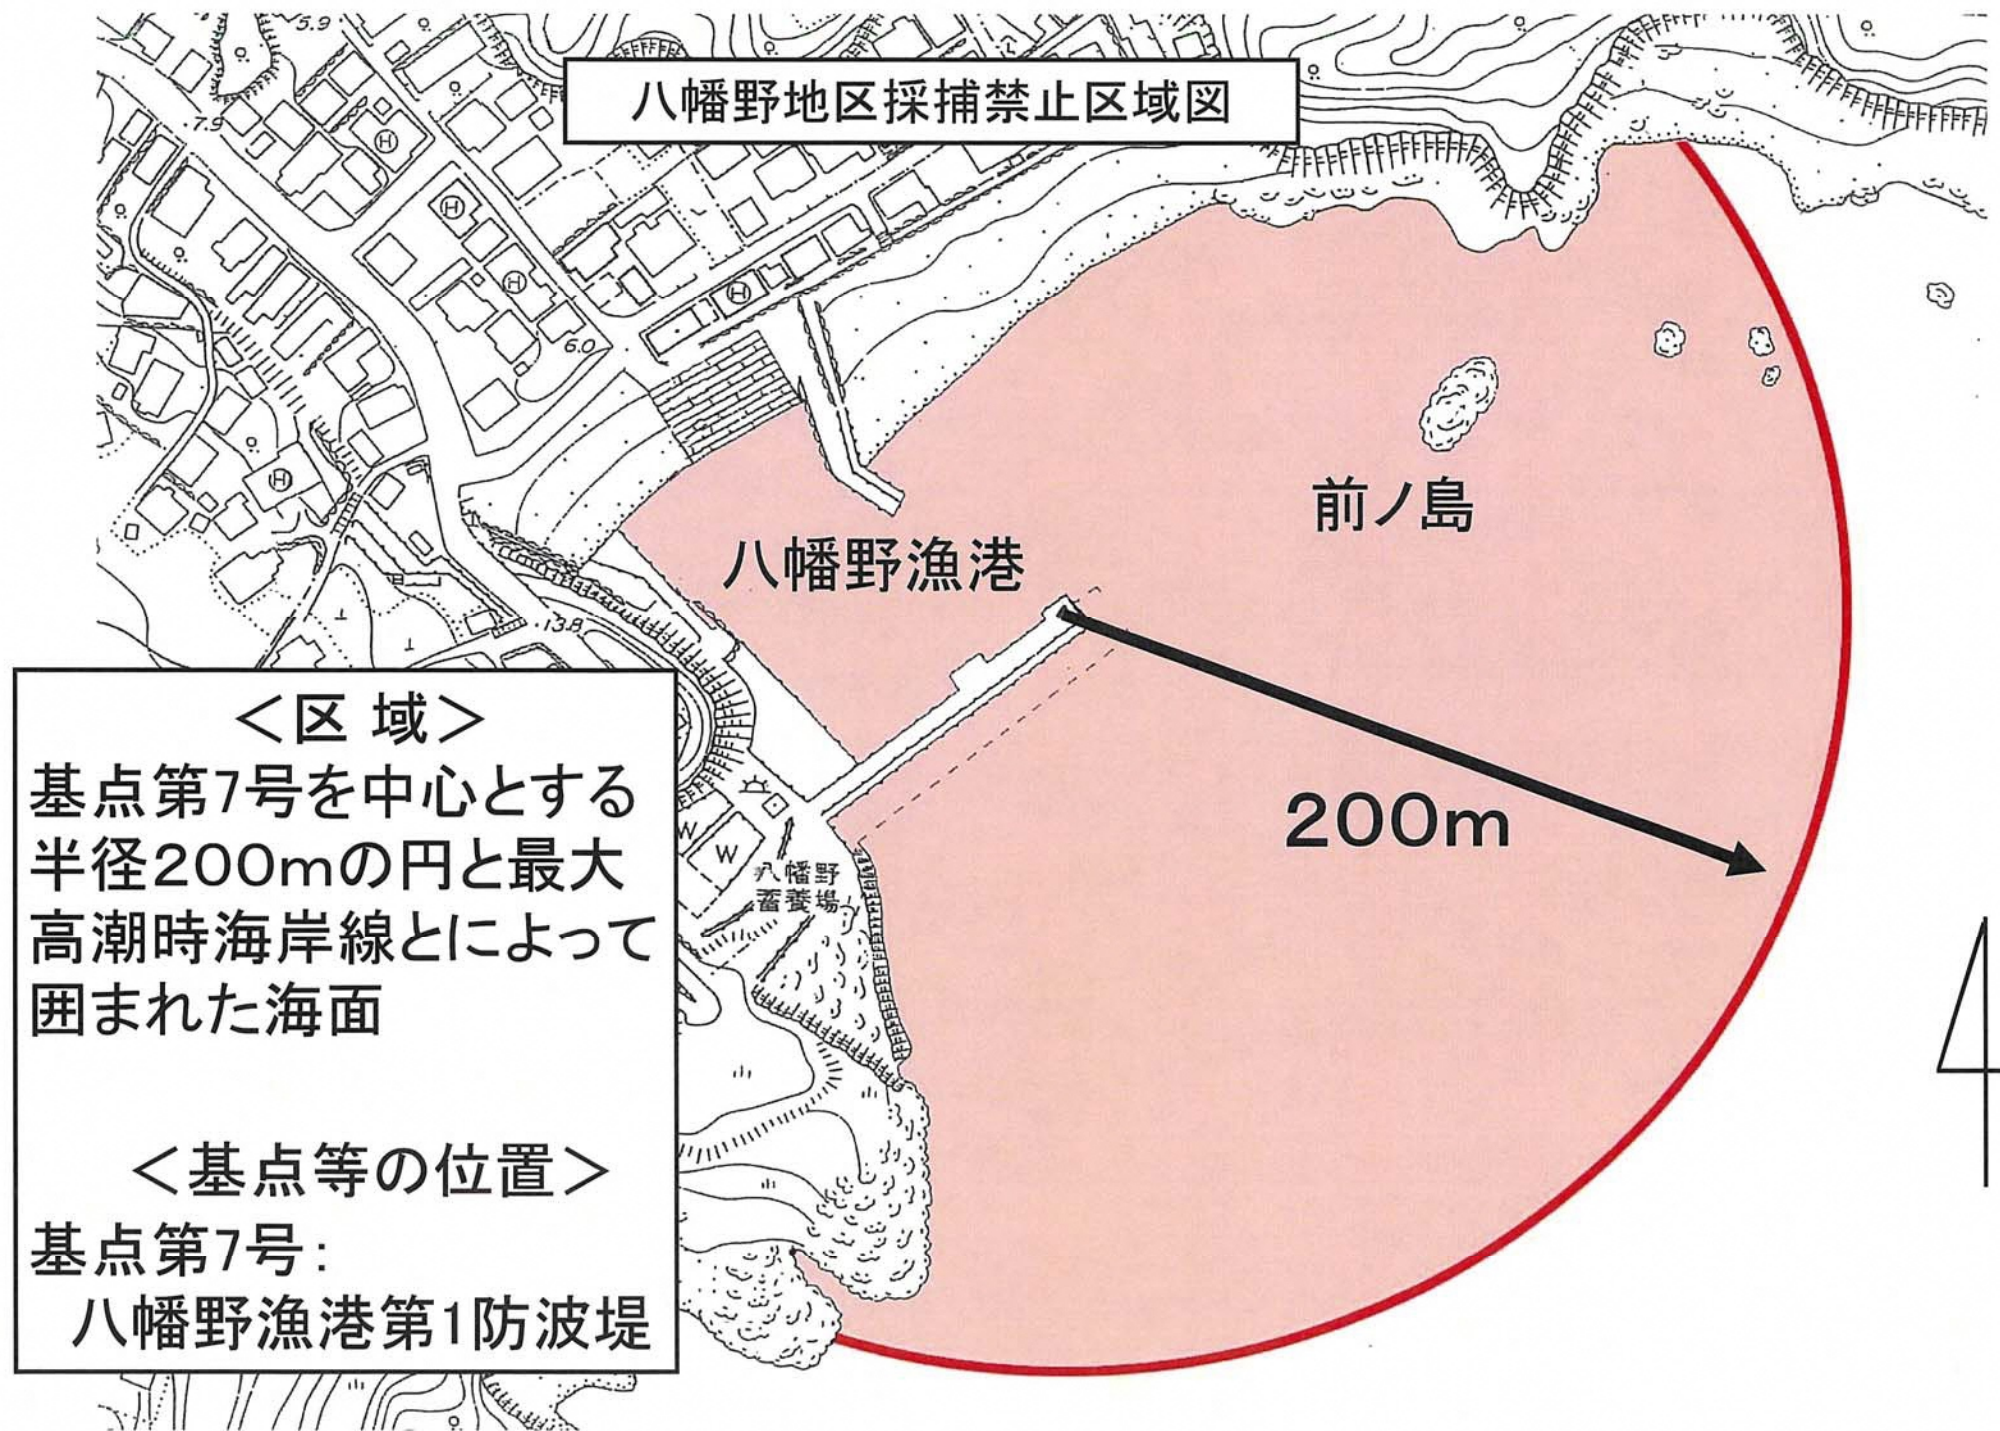 八幡野地区採捕禁止区域図
5.9
7.9
H
H
H
H
6.0
H
前ノ島
八幡野漁港
13.8
200m
W
W
八幡野
蓄養場
＜区 域＞
基点第7号を中心とする
半径200mの円と最大
高潮時海岸線とによって
囲まれた海面
＜基点等の位置＞
基点第7号：
八幡野漁港第1防波堤